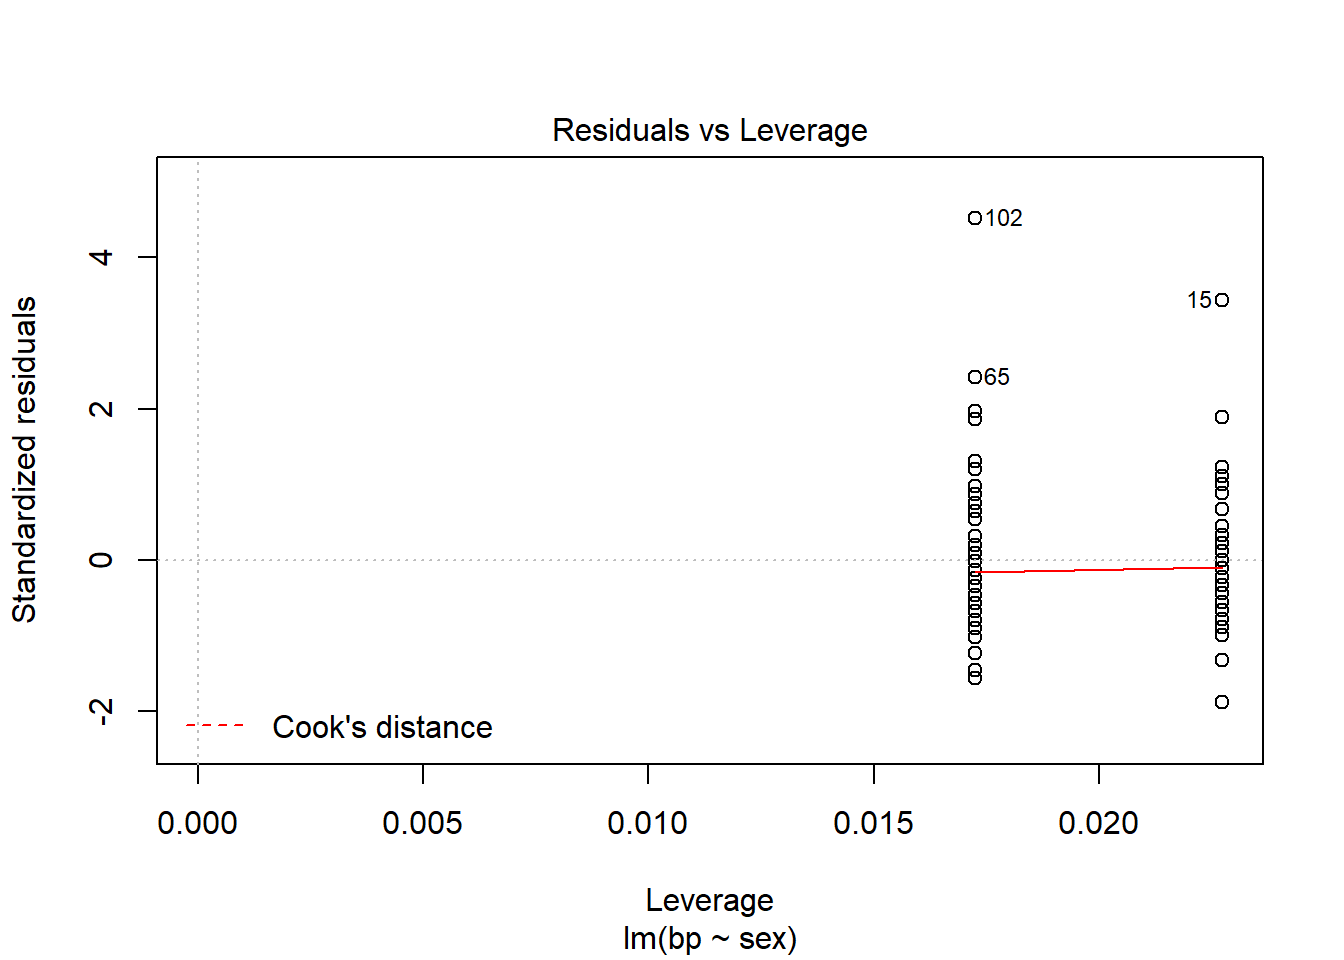 Residuals vs Leverage
Standardized residuals
4
2
0
-2
102
15
65
Cook's distance
0.000 0.005 0.010 0.015 0.020
Leverage
lm(bp ~ sex)